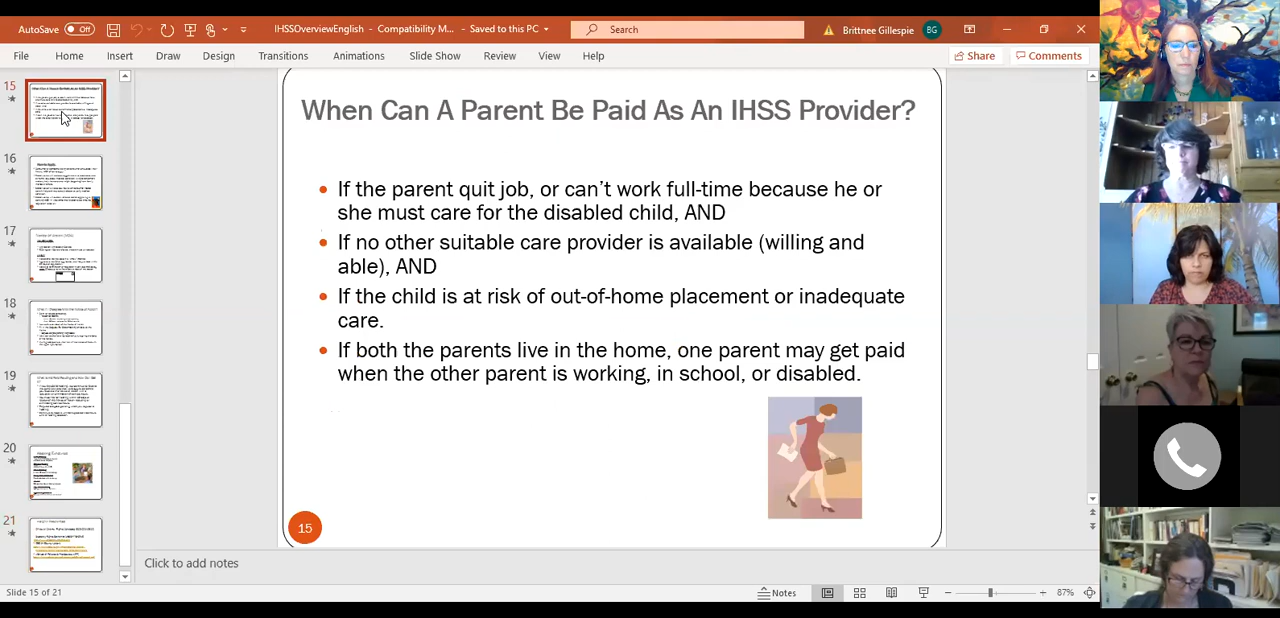 AutoSave Off
IHSSOverviewEnglish - Compatibility M... - Saved to this PC
Search
Brittnee Gillespie BG
File Home Insert Draw Design Transitions Animations Slide Show Review View Help
Share Comments
15
16
17
18
19
20
21
When Can A Parent Be Paid As An IHSS Provider?
• If the parent quit job, or can't work full-time because he or
she must care for the disabled child, AND
• If no other suitable care provider is available (willing and
able), AND
• If the child is at risk of out-of-home placement or inadequate
care.
• If both the parents live in the home, one parent may get paid
when the other parent is working, in school, or disabled.
15
Click to add notes
Slide 15 of 21
Notes
87%